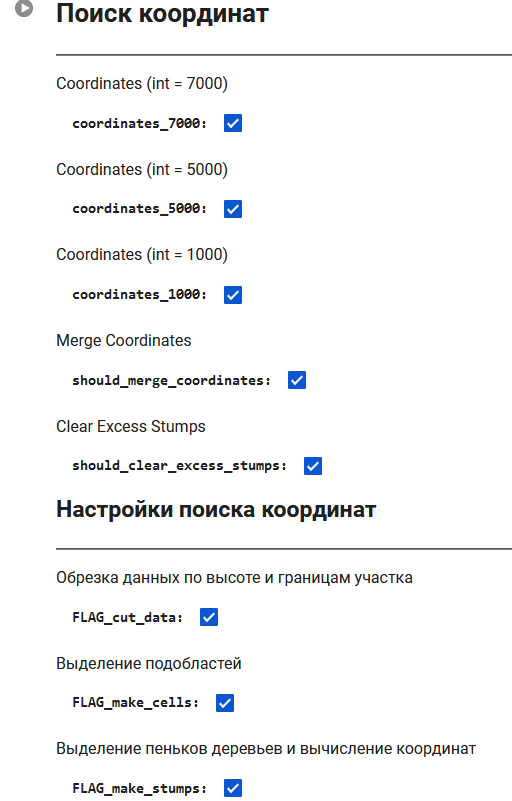 Поиск координат
Coordinates (int = 7000)
coordinates_7000:
Coordinates (int = 5000)
coordinates_5000:
Coordinates (int = 1000)
coordinates_1000:
Merge Coordinates
should_merge_coordinates:
Clear Excess Stumps
should_clear_excess_stumps:
Настройки поиска координат
Обрезка данных по высоте и границам участка
FLAG_cut_data:
Выделение подобластей
FLAG_make_cells:
Выделение пеньков деревьев и вычисление координат
FLAG_make_stumps: